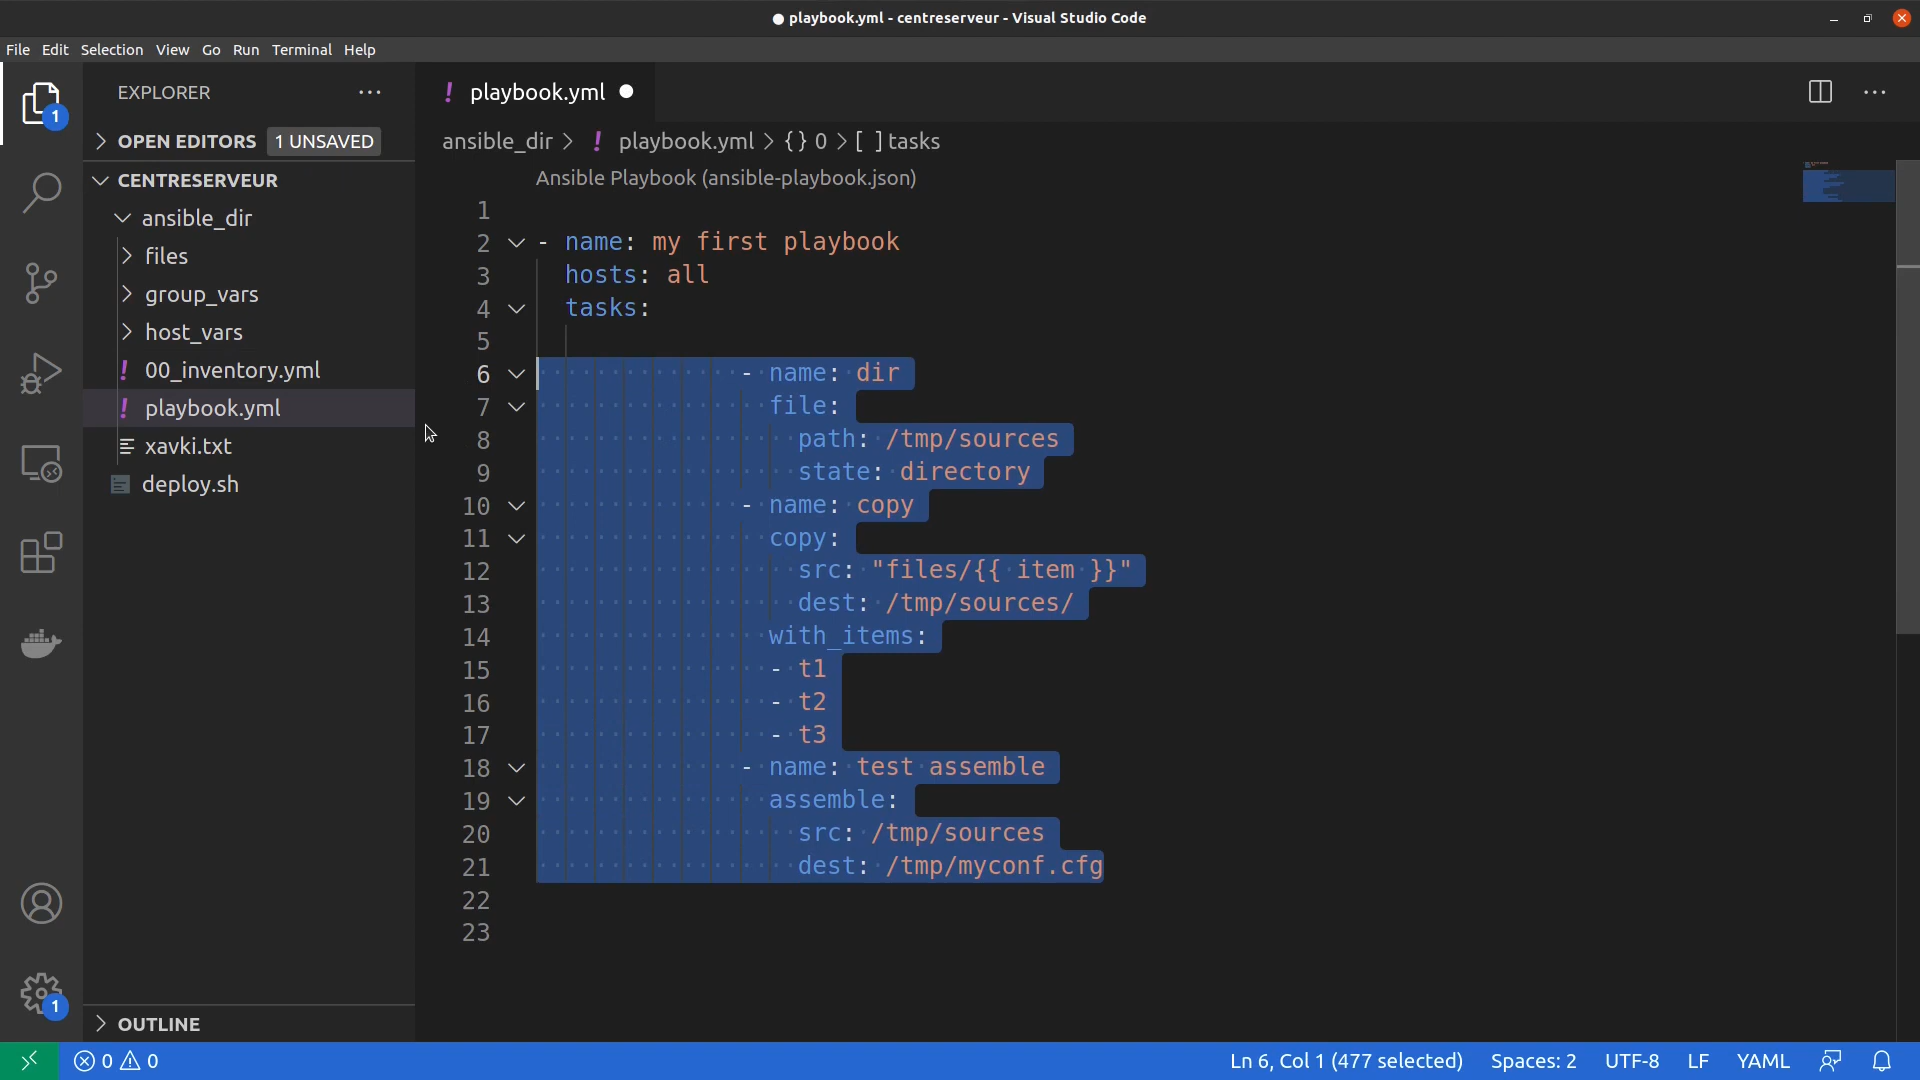 playbook.yml - centreserveur - Visual Studio Code
File Edit Selection View Go Run Terminal Help
EXPLORER
OPEN EDITORS 1 UNSAVED
CENTRESERVEUR
ansible_dir
files
group_vars
host_vars
! 00_inventory.yml
! playbook.yml
xavki.txt
deploy.sh
OUTLINE
1
1
! playbook.yml
ansible_dir > ! playbook.yml > {} 0 > [ ] tasks
Ansible Playbook (ansible-playbook.json)
1
2 - name: my first playbook
3 hosts: all
4 tasks:
5
6 - name: dir
7 file:
8 path: /tmp/sources
9 state: directory
10 - name: copy
11 copy:
12 src: "files/{{ item }}"
13 dest: /tmp/sources/
14 with_items:
15 - t1
16 - t2
17 - t3
18 - name: test assemble
19 assemble:
20 src: /tmp/sources
21 dest: /tmp/myconf.cfg
22
23
0 0 Ln 6, Col 1 (477 selected) Spaces: 2 UTF-8 LF YAML